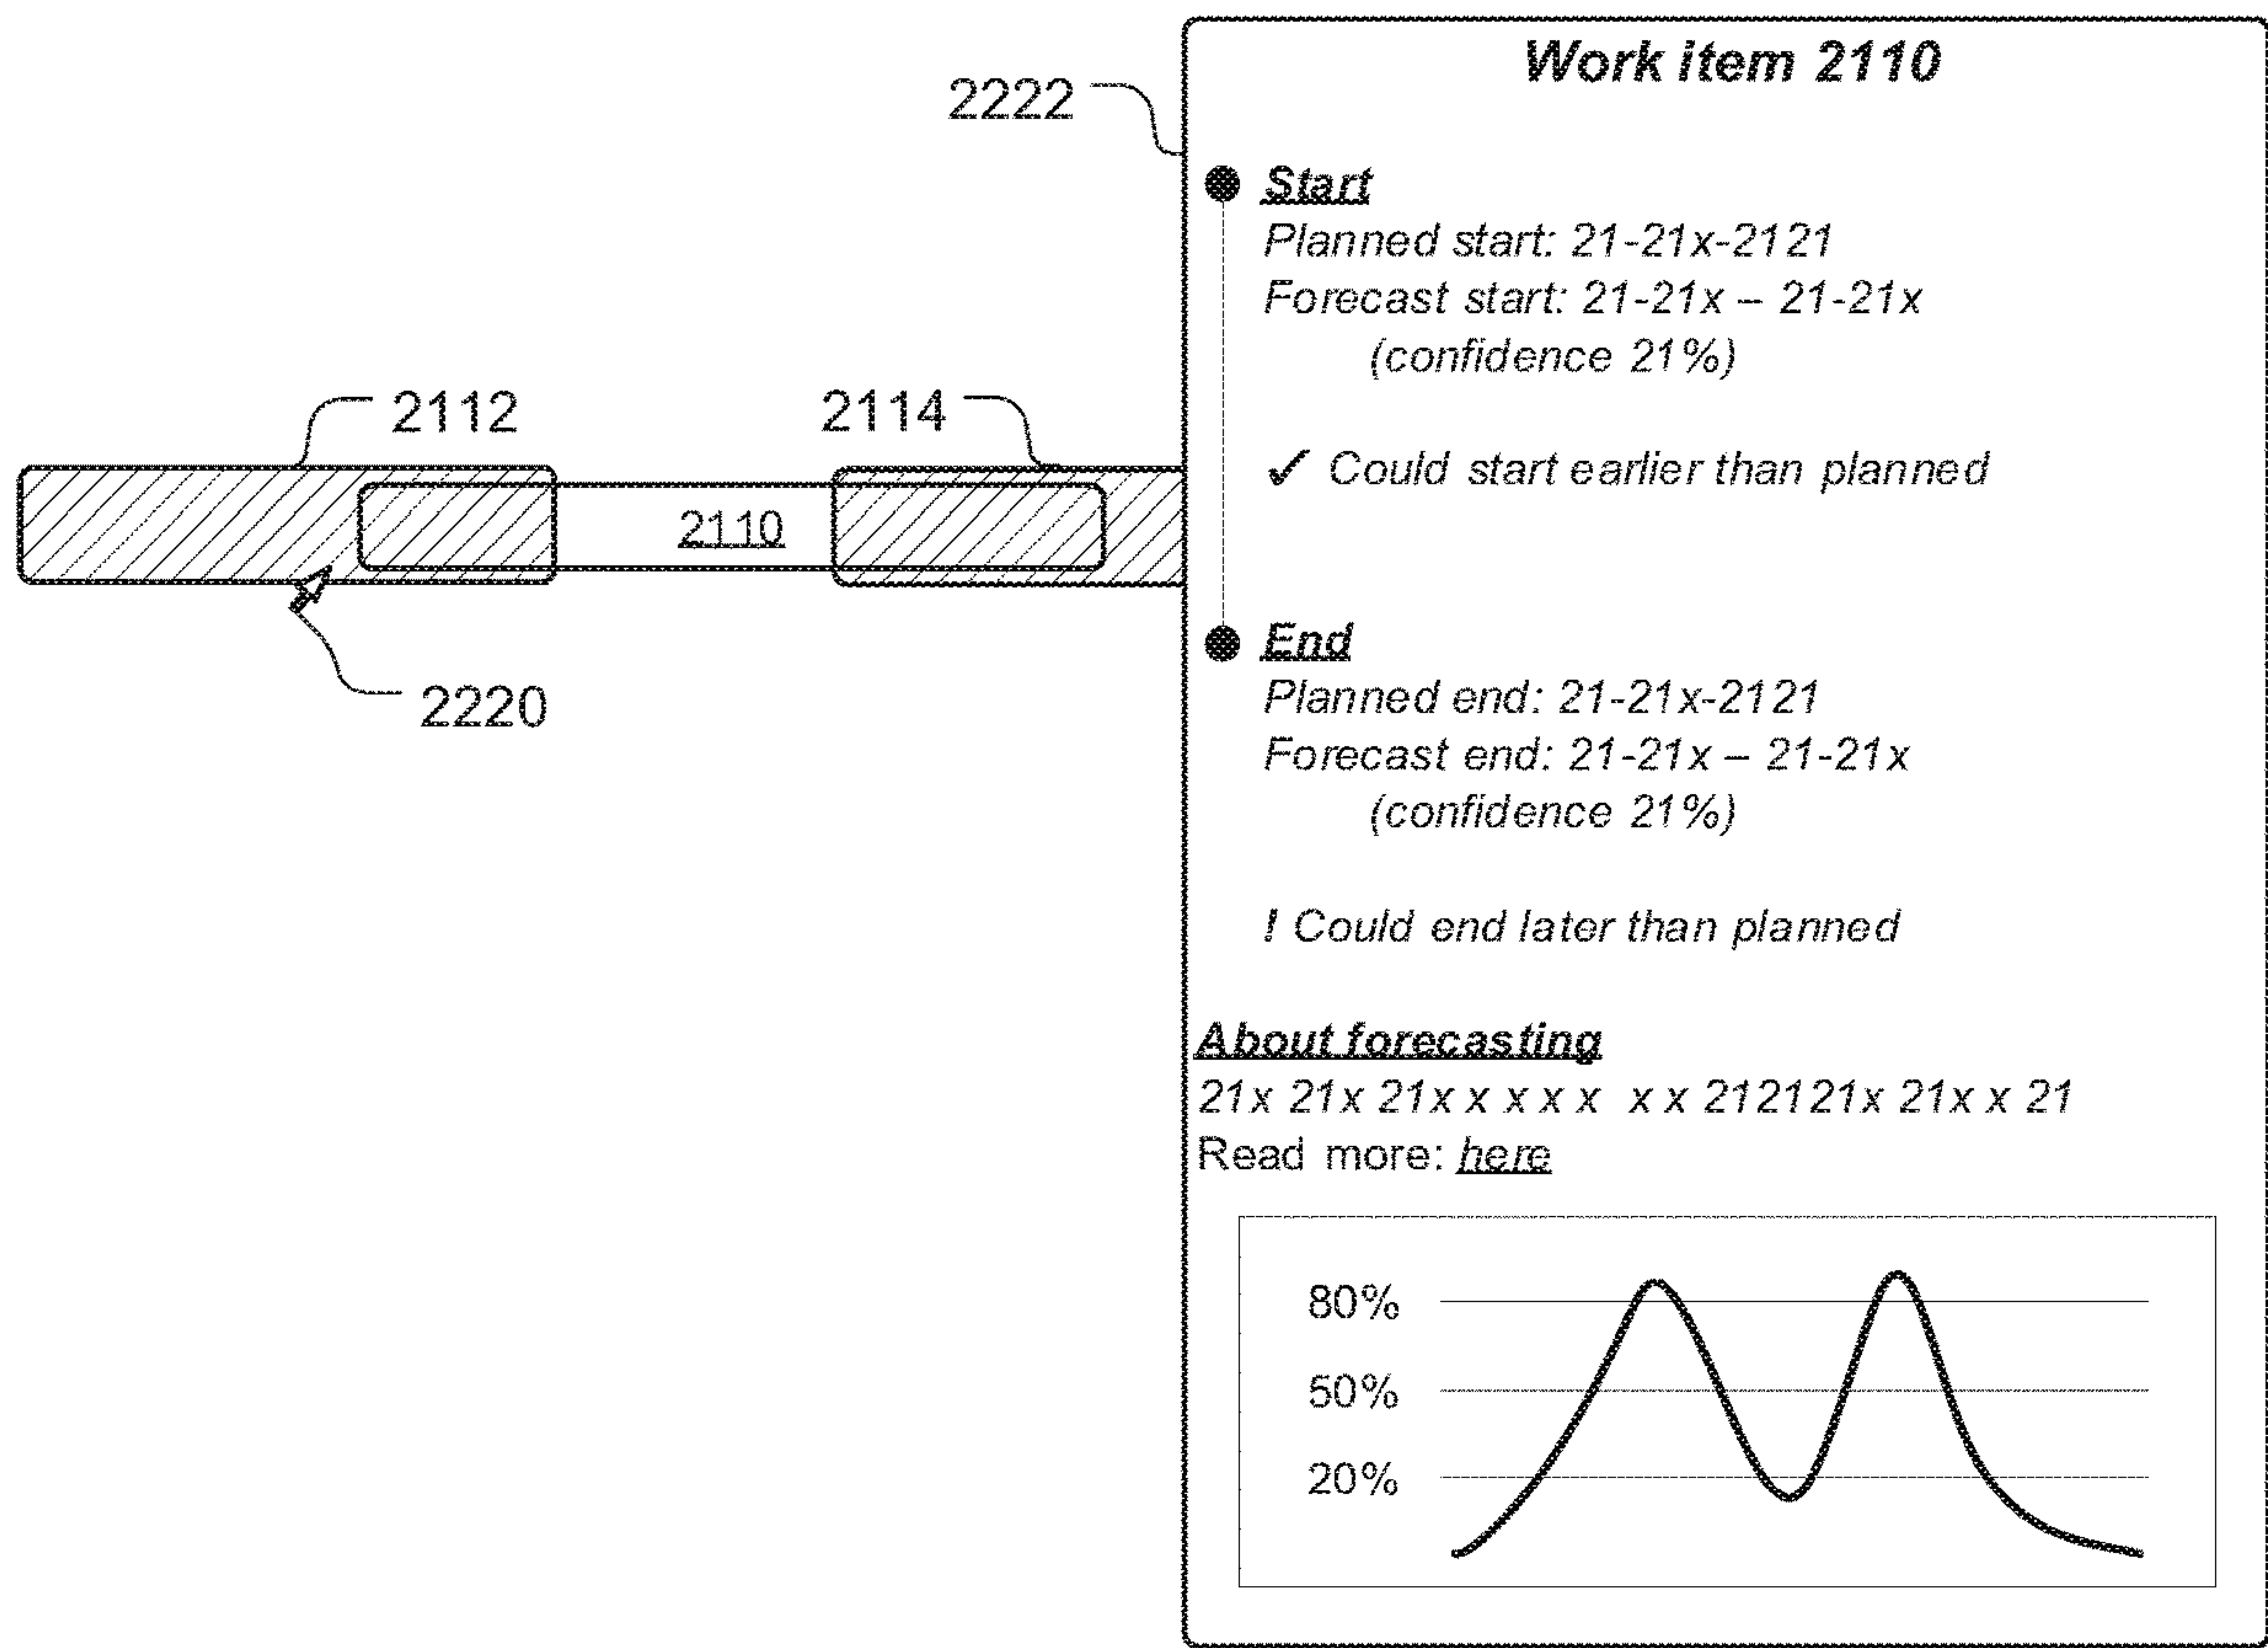 2222
2112
2114
2110
2220
Work item 2110
Start
Planned start: 21-21x-2121
Forecast start: 21-21x – 21-21x
(confidence 21%)
✓ Could start earlier than planned
End
Planned end: 21-21x-2121
Forecast end: 21-21x – 21-21x
(confidence 21%)
! Could end later than planned
About forecasting
21x 21x 21x x x x x x x 212121x 21x x 21
Read more: here
80%
50%
20%